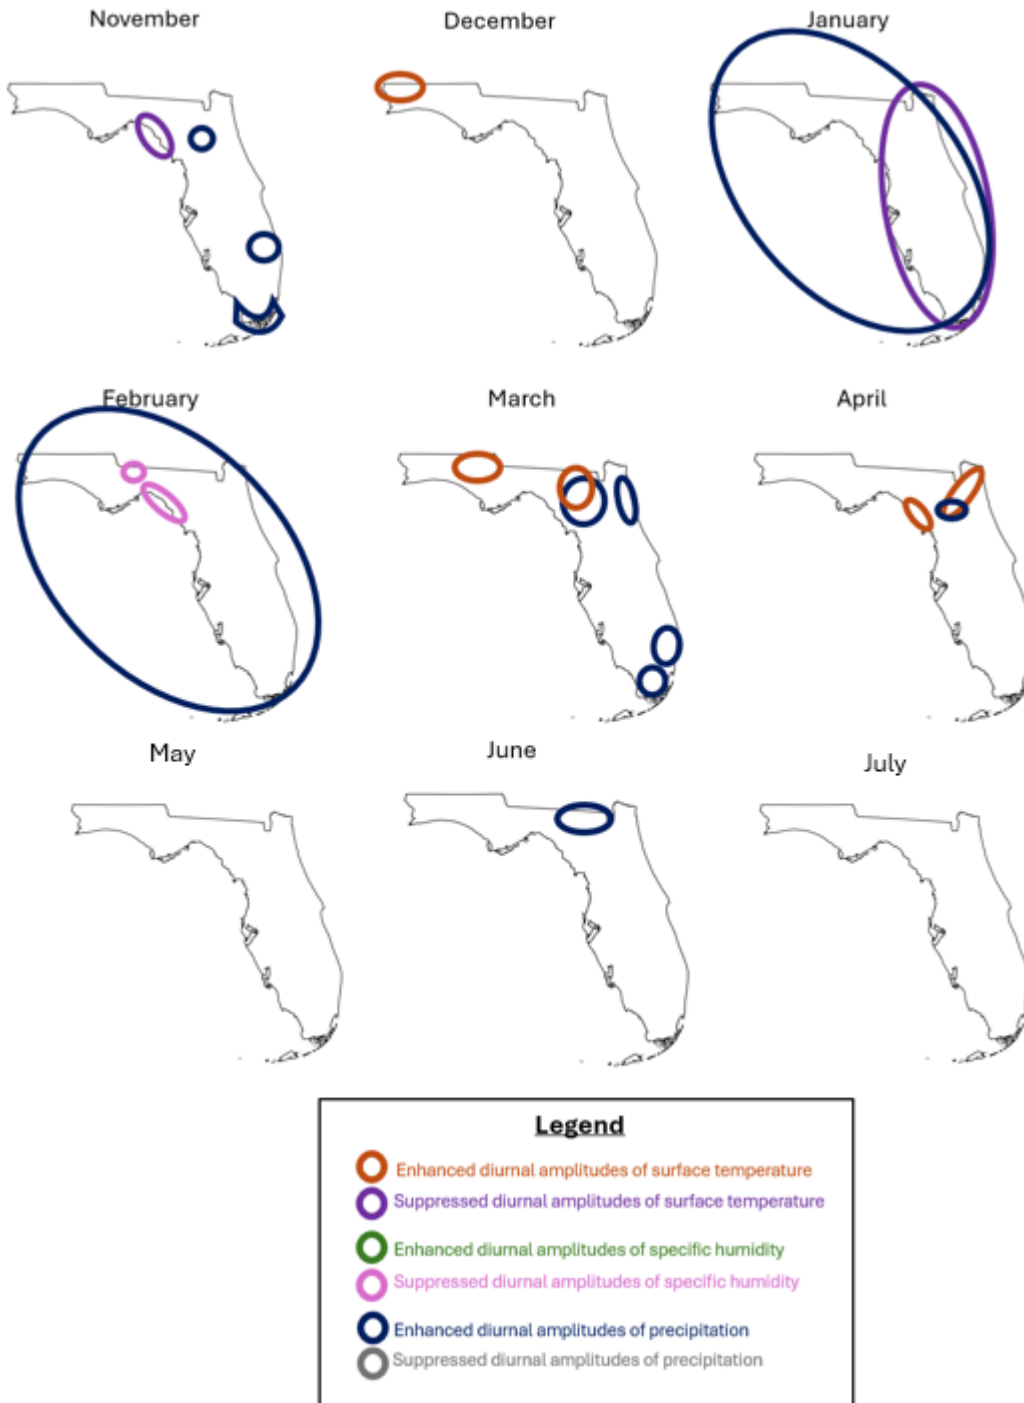 November
December
January
February
March
April
May
June
July
Legend
Enhanced diurnal amplitudes of surface temperature
Suppressed diurnal amplitudes of surface temperature
Enhanced diurnal amplitudes of specific humidity
Suppressed diurnal amplitudes of specific humidity
Enhanced diurnal amplitudes of precipitation
Suppressed diurnal amplitudes of precipitation